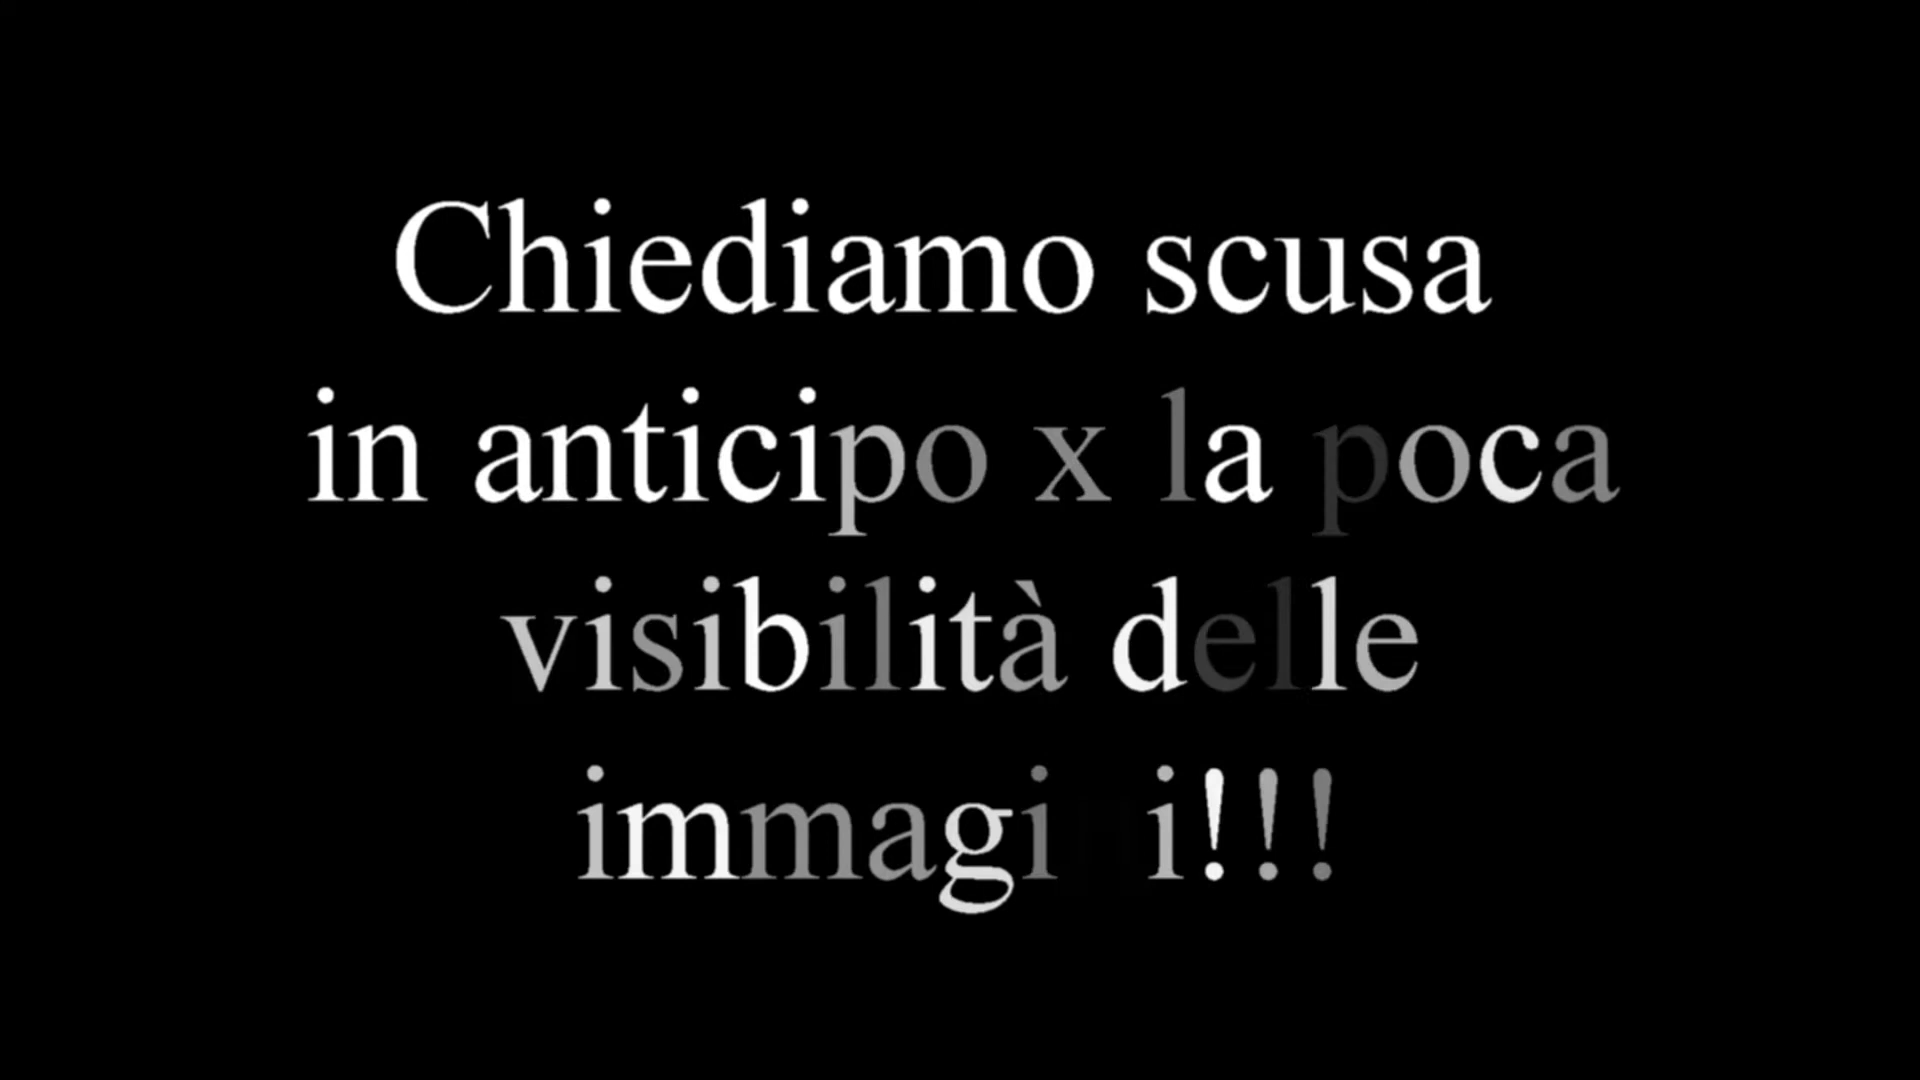 Chiediamo scusa
in anticipo x la poca
visibilità delle
immagini!!!